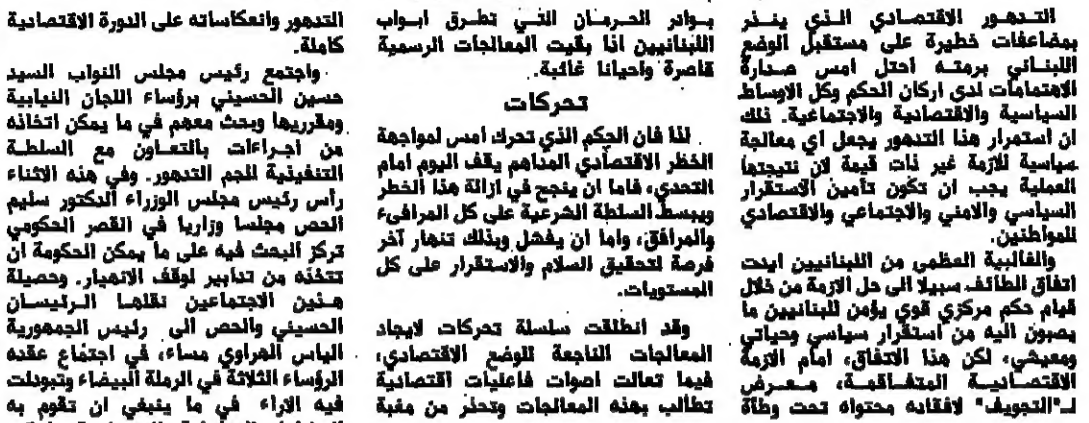 التدهور الاقتصادي الذي ينذر
بمضاعفات خطيرة على مستقبل الوضع
اللبناني برمته احتل امس صدارة
الاهتمامات لدى اركان الحكم وكل الاوساط
السياسية والاقتصادية والاجتماعية. ذلك
ان استمرار هذا التدهور يجعل اي معالجة
سياسية للازمة غير ذات قيمة لان نتيجتها
العملية يجب ان تكون تأمين الاستقرار
السياسي والامني والاجتماعي والاقتصادي
للمواطنين.
والغالبية العظمى من اللبنانيين ايدت
اتفاق الطائف سبيلا الى حل الازمة من خلال
قيام حكم مركزي قوي يؤمن للبنانيين ما
يصبون اليه من استقرار سياسي وحياتي
ومعيشي، لكن هذا الاتفاق، امام الازمة
الاقتصادية المتفاقمة، معرض
لـ"التجويف" لافقاده محتواه تحت وطأة
بوادر الحرمان التي تطرق ابواب
اللبنانيين اذا بقيت المعالجات الرسمية
قاصرة واحيانا غائبة.
تحركات
لذا فان الحكم الذي تحرك امس لمواجهة
الخطر الاقتصادي المداهم يقف اليوم امام
التحدي، فاما ان ينجح في ازالة هذا الخطر
ويبسط السلطة الشرعية على كل المرافىء
والمرافق، واما ان يفشل وبذلك تنهار آخر
فرصة لتحقيق السلام والاستقرار على كل
المستويات.
وقد انطلقت سلسلة تحركات لايجاد
المعالجات الناجعة للوضع الاقتصادي،
فيما تعالت اصوات فاعليات اقتصادية
تطالب بهذه المعالجات وتحذر من مغبة
التدهور وانعكاساته على الدورة الاقتصادية
كاملة.
واجتمع رئيس مجلس النواب السيد
حسين الحسيني برؤساء اللجان النيابية
ومقرريها وبحث معهم في ما يمكن اتخاذه
من اجراءات بالتعاون مع السلطة
التنفيذية للجم التدهور. وفي هذه الاثناء
رأس رئيس مجلس الوزراء الدكتور سليم
الحص مجلسا وزاريا في القصر الحكومي
تركز البحث فيه على ما يمكن الحكومة ان
تتخذه من تدابير لوقف الانهيار. وحصيلة
هذين الاجتماعين نقلها الرئيسان
الحسيني والحص الى رئيس الجمهورية
الياس الهراوي مساء، في اجتماع عقده
الرؤساء الثلاثة في الرملة البيضاء وتبودلت
فيه الاراء في ما ينبغي ان تقوم به